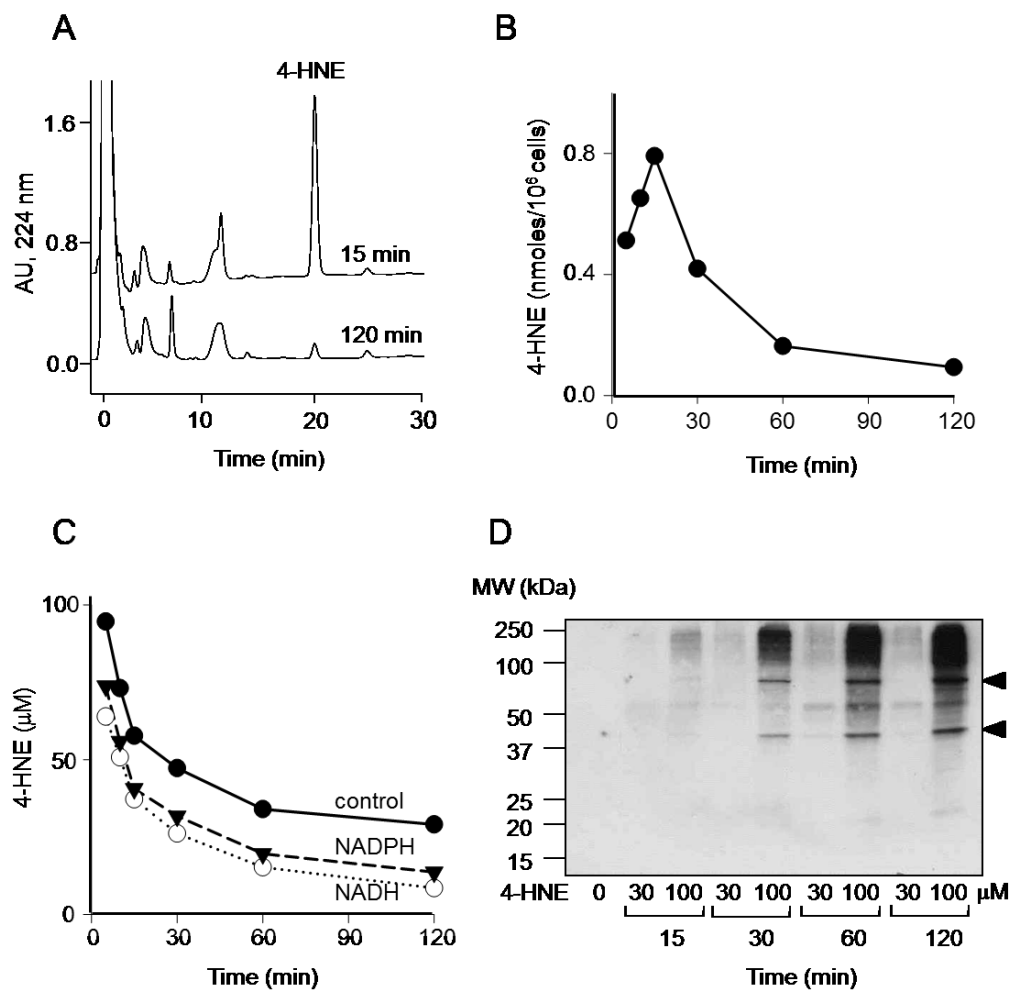 A
4-HNE
1.6
0.8
0.0
AU, 224 nm
15 min
120 min
0
10
20
30
Time (min)
B
0.8
0.4
0.0
4-HNE (nmoles/10⁶ cells)
0
30
60
90
120
Time (min)
C
100
50
0
4-HNE (μM)
control
NADPH
NADH
0
30
60
90
120
Time (min)
D
MW (kDa)
250
100
50
37
25
20
15
4-HNE 0 30 100 30 100 30 100 30 100 μM
15 30 60 120
Time (min)